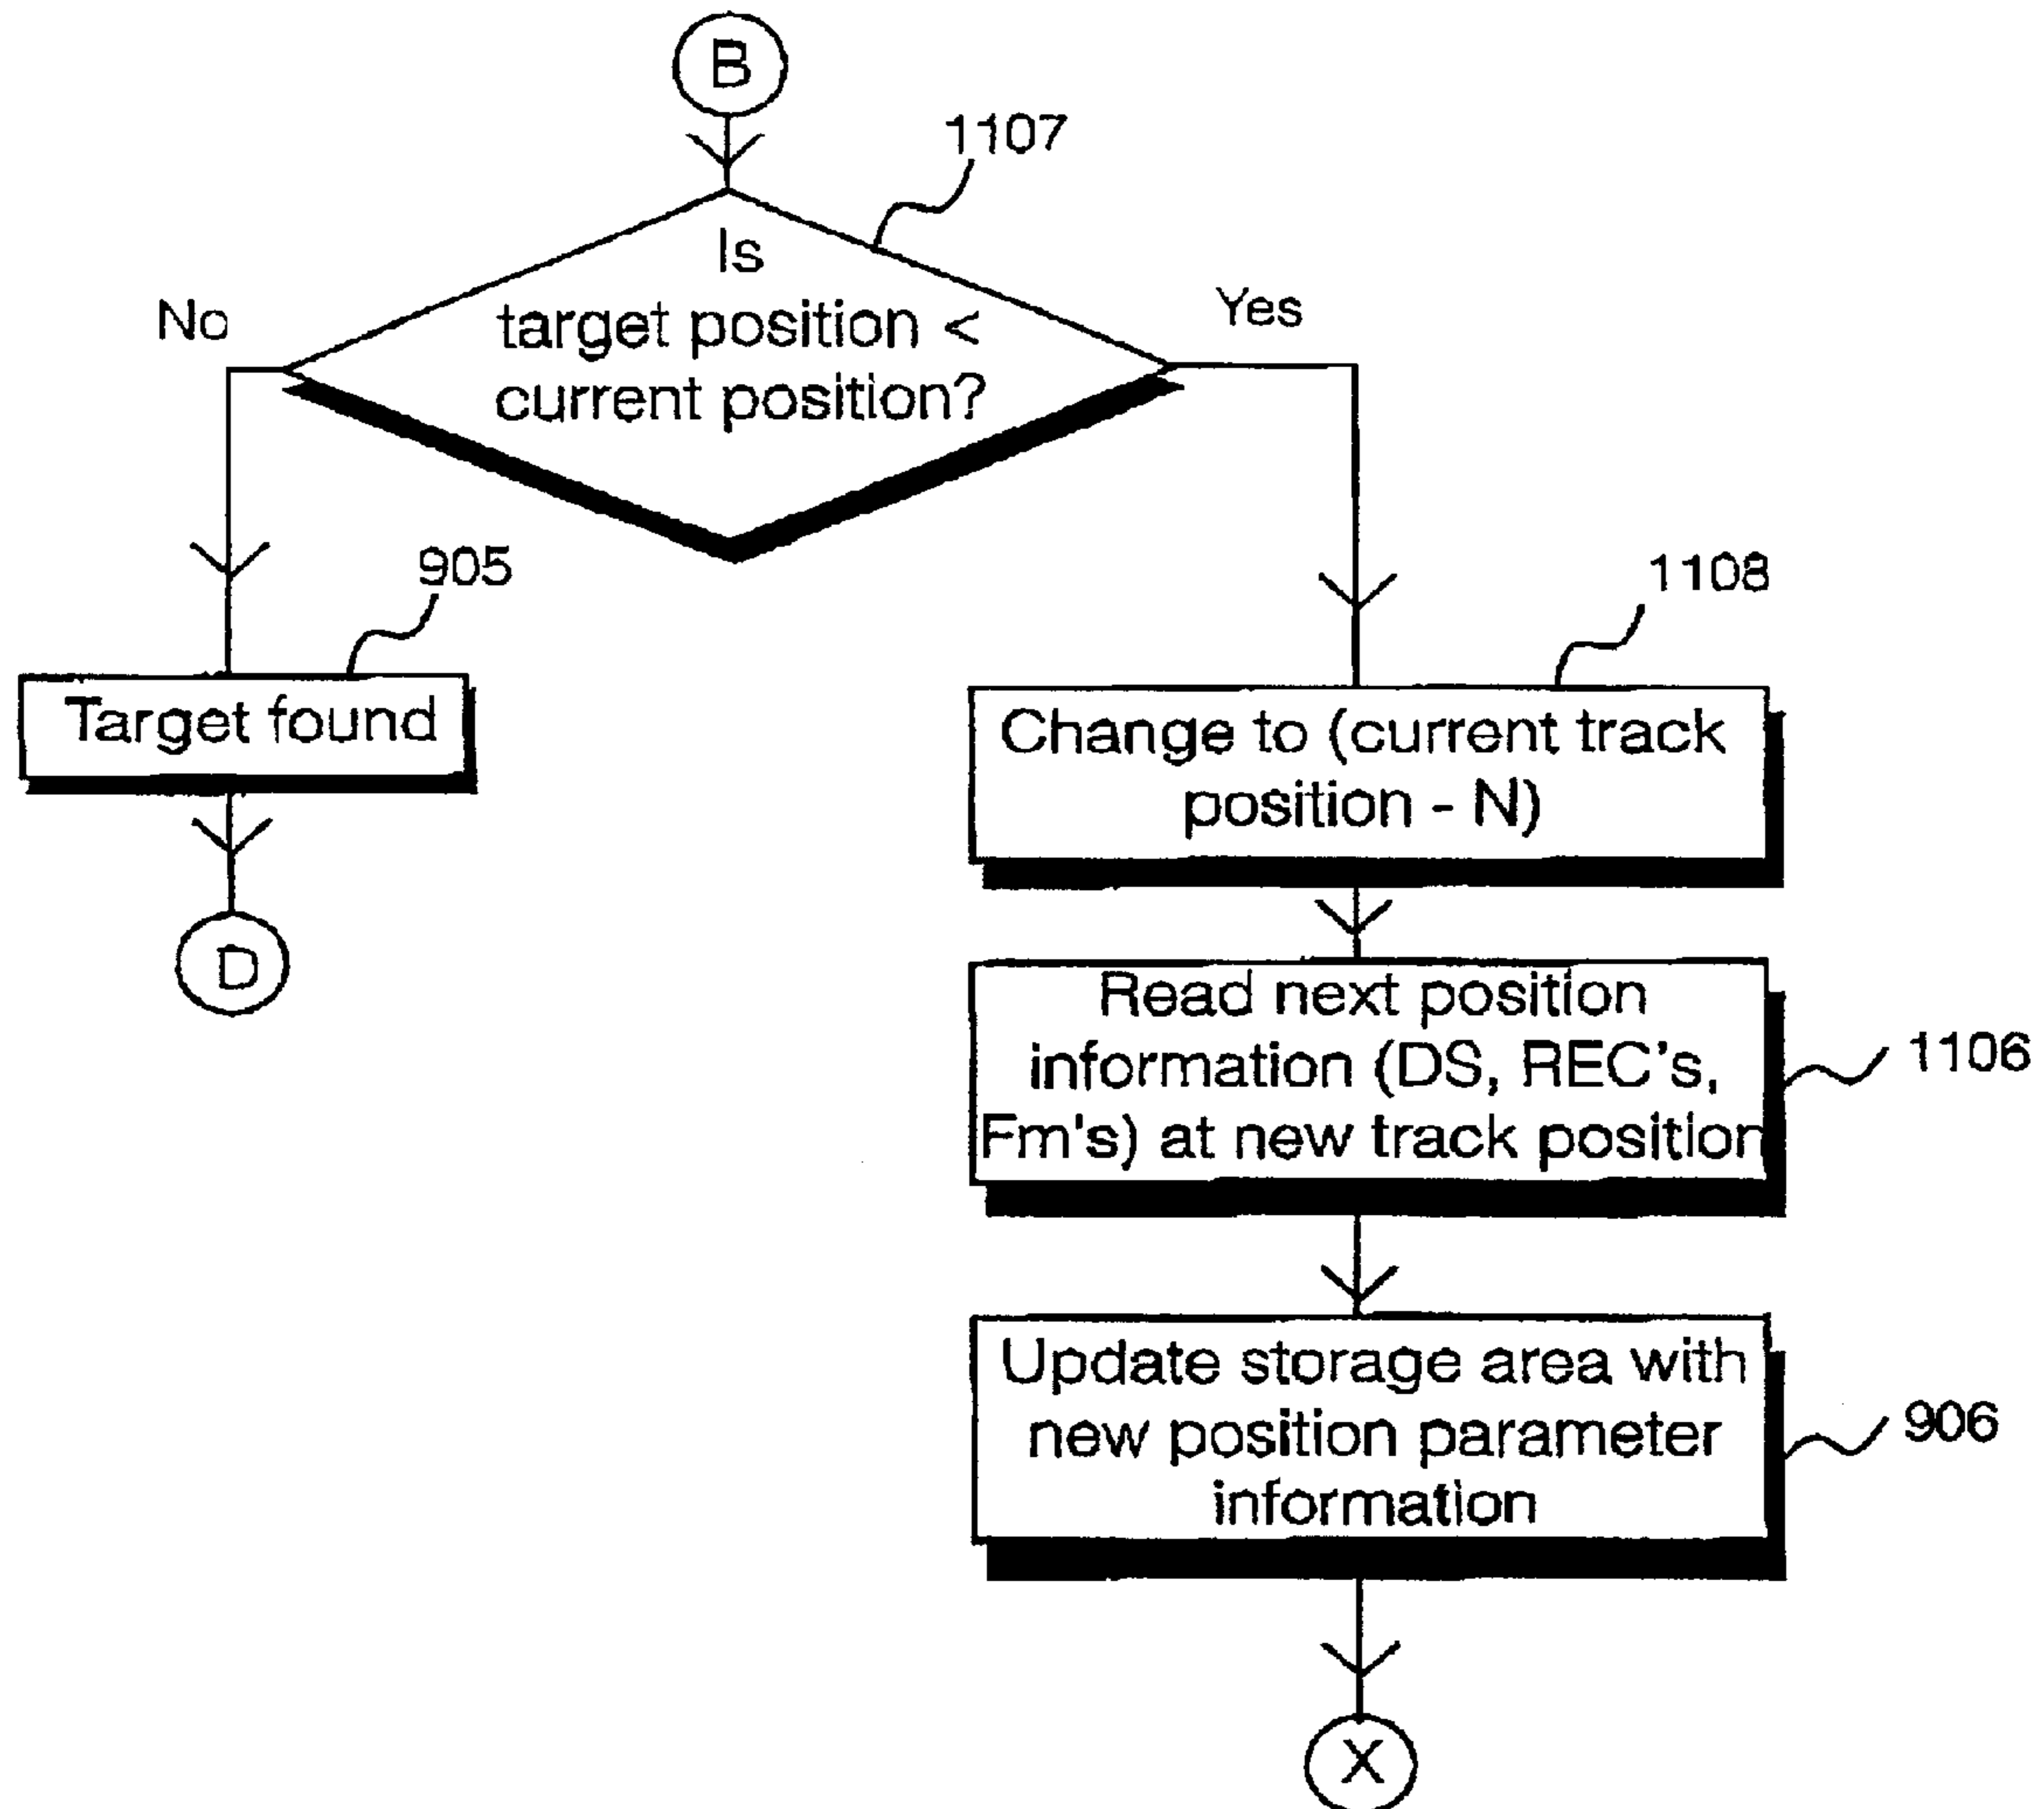 B
1107
Is
target position <
current position?
No
Yes
905
Target found
D
1108
Change to (current track
position - N)
Read next position
information (DS, REC's,
Fm's) at new track position
1106
Update storage area with
new position parameter
information
906
X